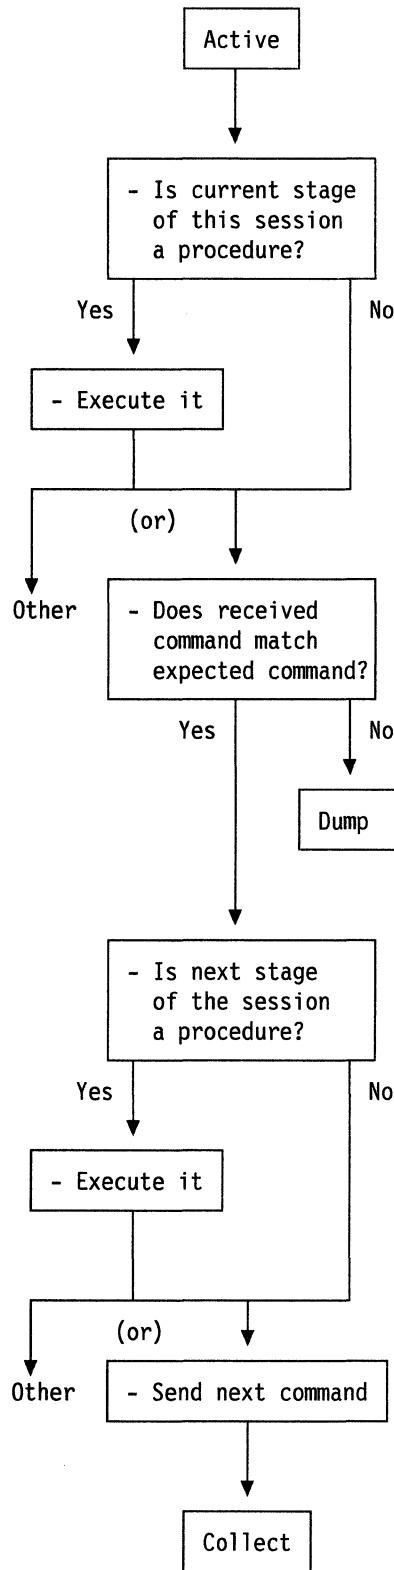 Active
- Is current stage
of this session
a procedure?
Yes
No
- Execute it
(or)
Other
- Does received
command match
expected command?
Yes
No
Dump
- Is next stage
of the session
a procedure?
Yes
No
- Execute it
(or)
Other
- Send next command
Collect